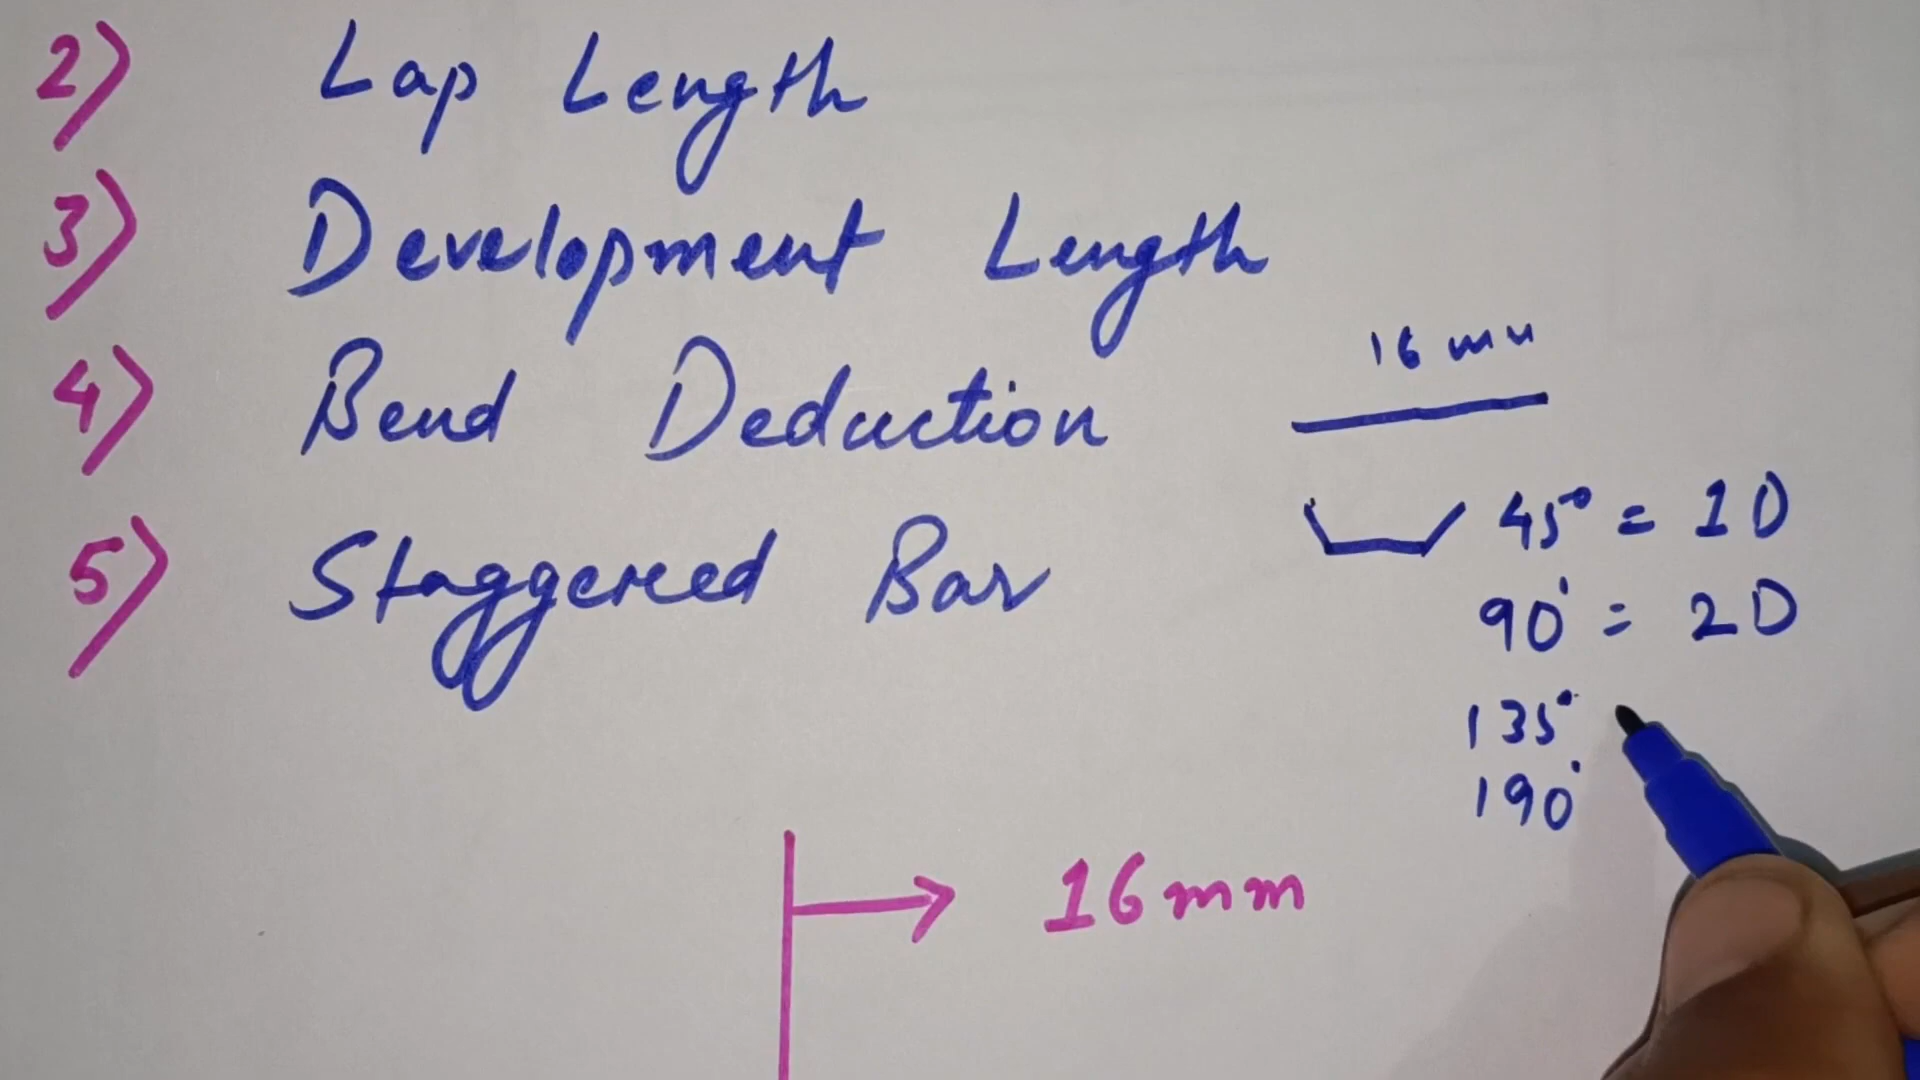 2) Lap Length
3) Development Length
4) Bend Deduction
16 mm
45° = 1D
5) Staggered Bar
90° = 2D
135°
190°
16mm